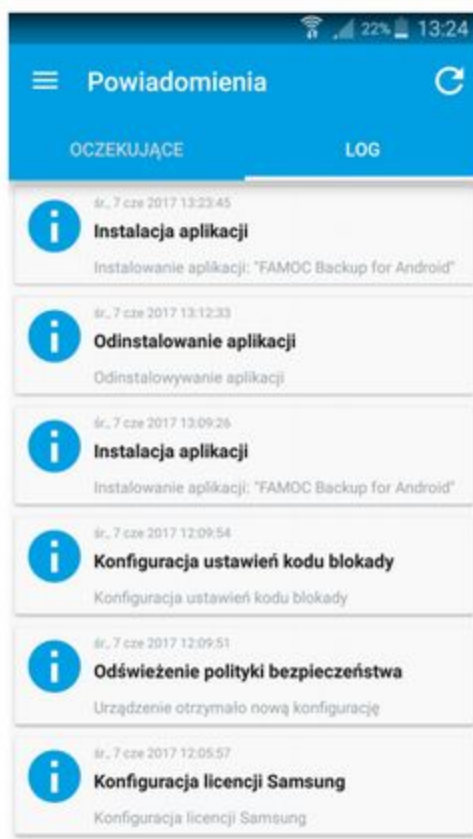 22% 13:24
Powiadomienia
OCZEKUJĄCE LOG
śr., 7 cze 2017 13:23:45
Instalacja aplikacji
Instalowanie aplikacji: "FAMOC Backup for Android"
śr., 7 cze 2017 13:12:33
Odinstalowanie aplikacji
Odinstalowywanie aplikacji
śr., 7 cze 2017 13:09:26
Instalacja aplikacji
Instalowanie aplikacji: "FAMOC Backup for Android"
śr., 7 cze 2017 12:09:54
Konfiguracja ustawień kodu blokady
Konfiguracja ustawień kodu blokady
śr., 7 cze 2017 12:09:51
Odświeżenie polityki bezpieczeństwa
Urządzenie otrzymało nową konfigurację
śr., 7 cze 2017 12:05:57
Konfiguracja licencji Samsung
Konfiguracja licencji Samsung